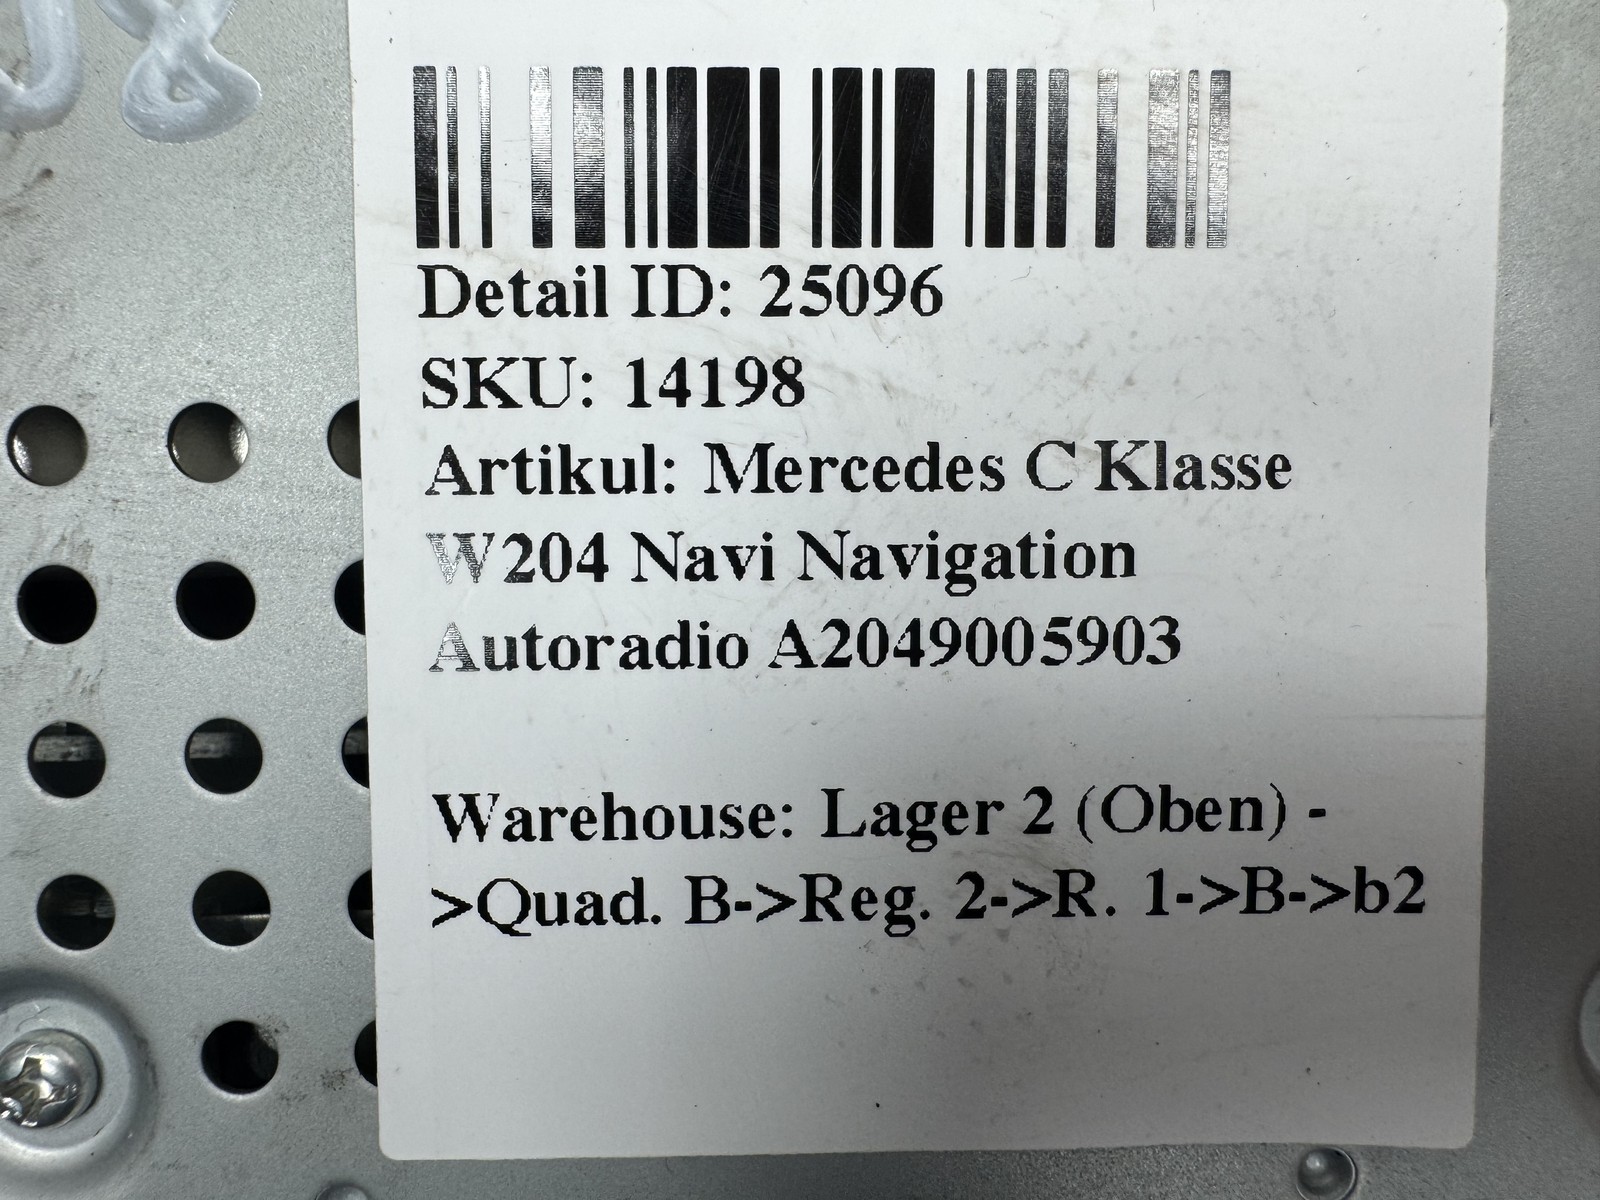 Detail ID: 25096
SKU: 14198
Artikul: Mercedes C Klasse
W204 Navi Navigation
Autoradio A2049005903
Warehouse: Lager 2 (Oben) -
>Quad. B->Reg. 2->R. 1->B->b2